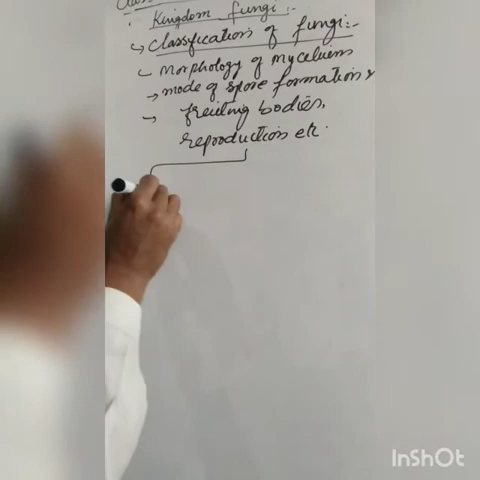 Kingdom fungi :-
→ Classification of fungi:-
- Morphology of mycelium
→ mode of spore formation &
→ fruiting bodies,
reproduction etc.
InShOt